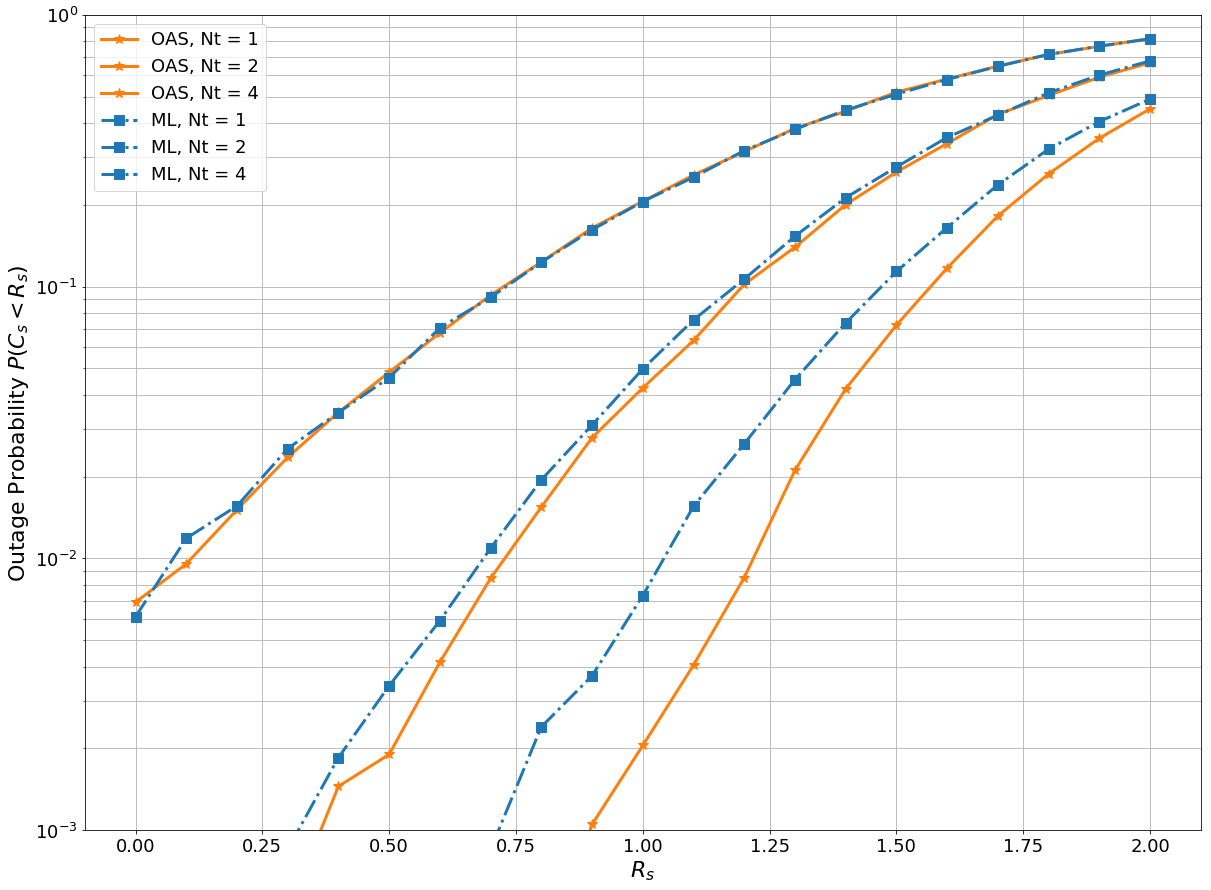 10^0
OAS, Nt = 1
OAS, Nt = 2
OAS, Nt = 4
ML, Nt = 1
ML, Nt = 2
ML, Nt = 4
Outage Probability P(C_s < R_s)
10^{-1}
10^{-2}
10^{-3}
0.00 0.25 0.50 0.75 1.00 1.25 1.50 1.75 2.00
R_s